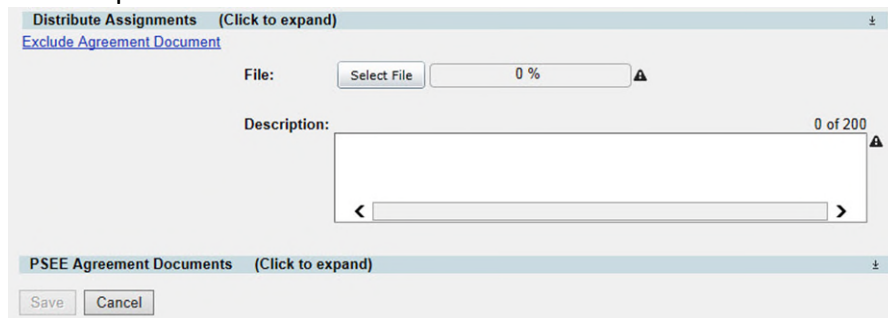 Distribute Assignments (Click to expand)
Exclude Agreement Document
File: Select File 0 %
Description: 0 of 200
PSEE Agreement Documents (Click to expand)
Save Cancel